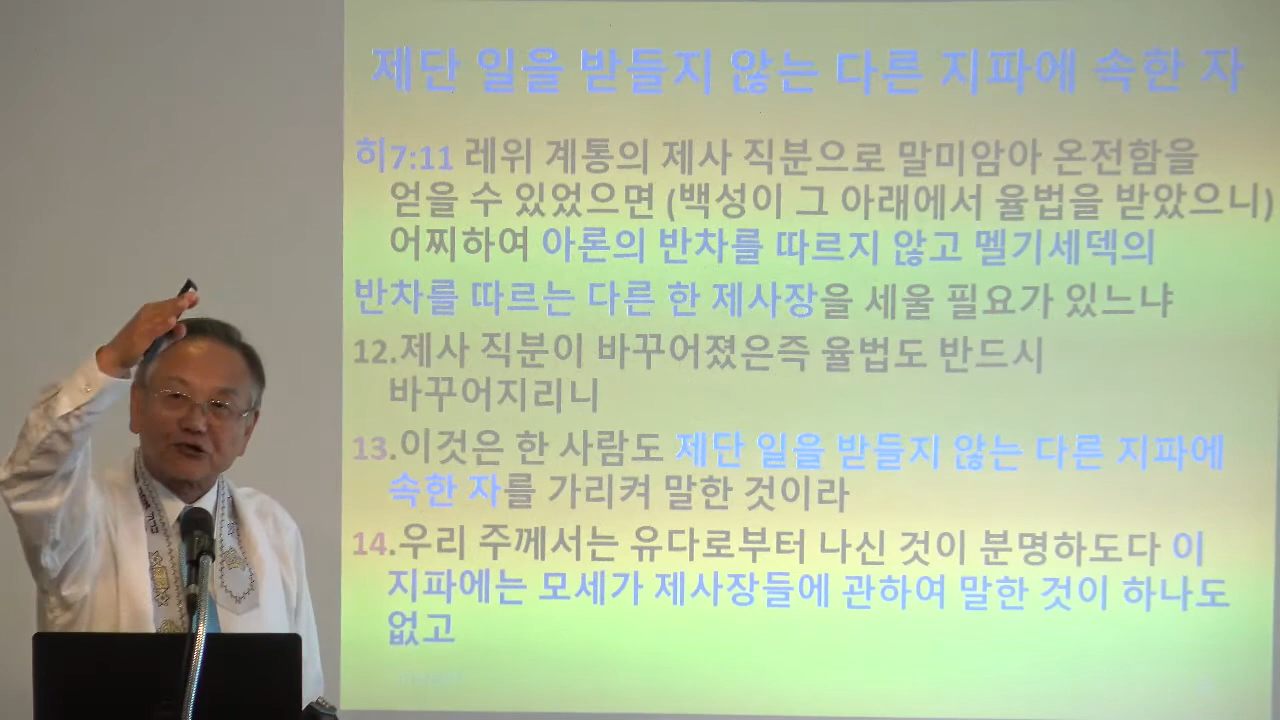 제단 일을 받들지 않는 다른 지파에 속한 자
히7:11 레위 계통의 제사 직분으로 말미암아 온전함을
얻을 수 있었으면 (백성이 그 아래에서 율법을 받았으니)
어찌하여 아론의 반차를 따르지 않고 멜기세덱의
반차를 따르는 다른 한 제사장을 세울 필요가 있느냐
12.제사 직분이 바꾸어졌은즉 율법도 반드시
바꾸어지리니
13.이것은 한 사람도 제단 일을 받들지 않는 다른 지파에
속한 자를 가리켜 말한 것이라
14.우리 주께서는 유다로부터 나신 것이 분명하도다 이
지파에는 모세가 제사장들에 관하여 말한 것이 하나도
없고